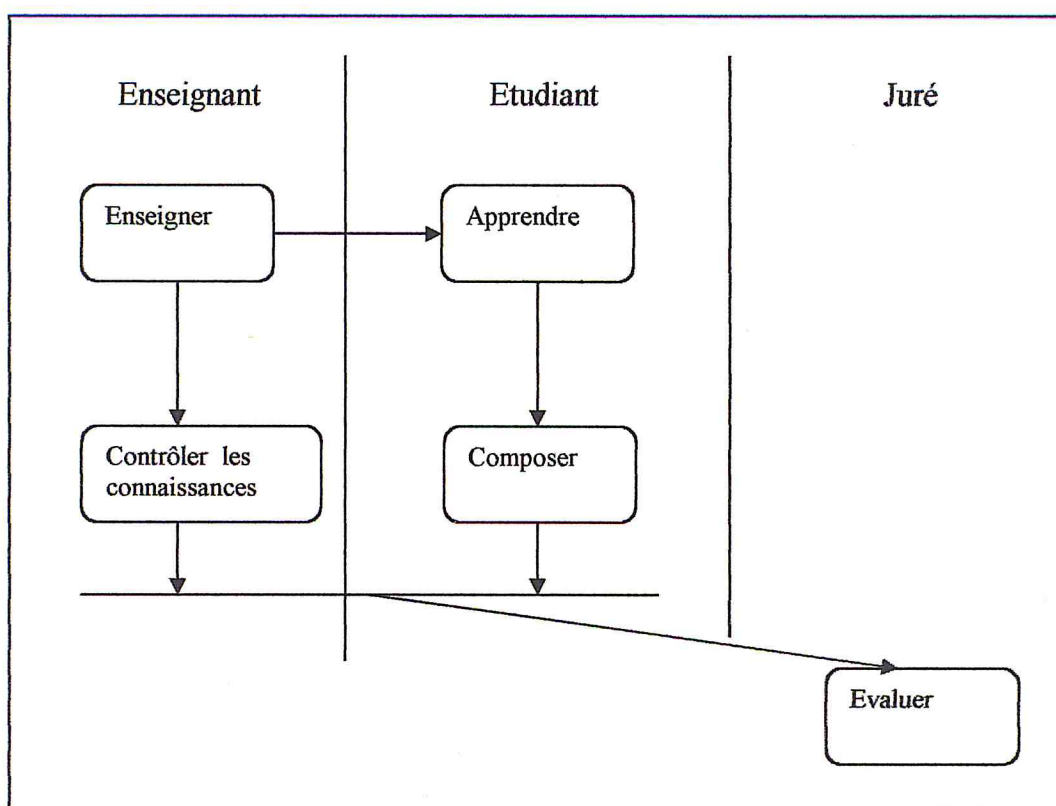 Enseignant
Etudiant
Juré
Enseigner
Apprendre
Contrôler les
connaissances
Composer
Evaluer